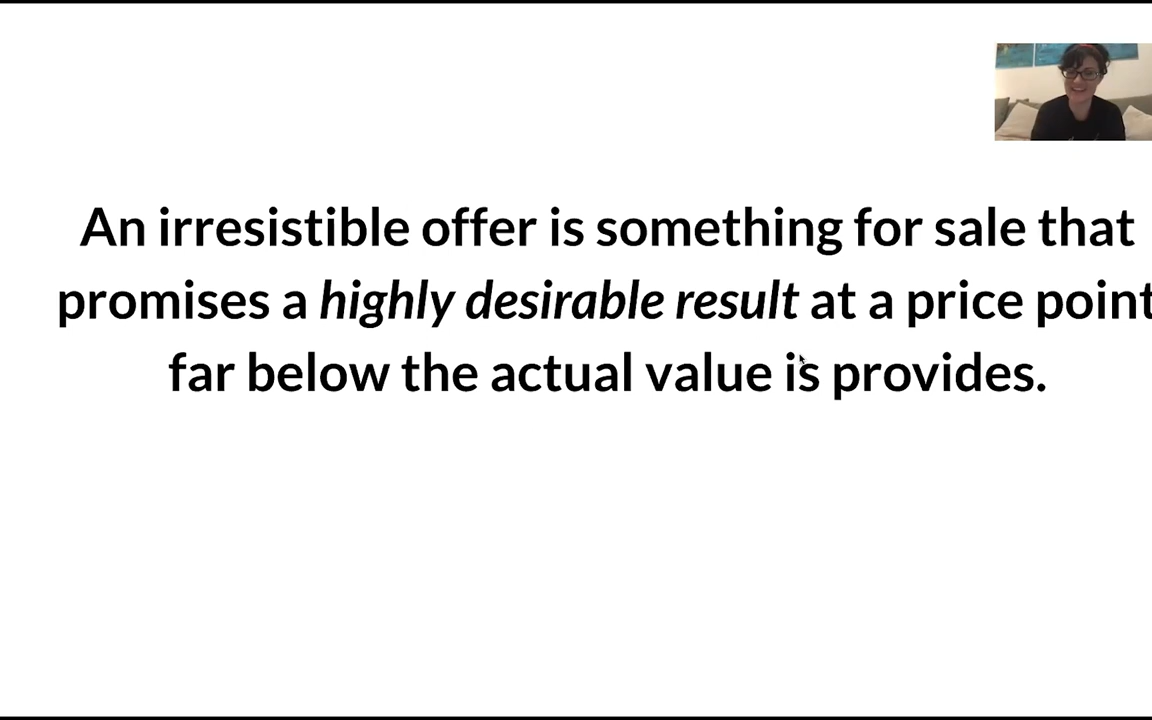 An irresistible offer is something for sale that
promises a highly desirable result at a price point
far below the actual value is provides.